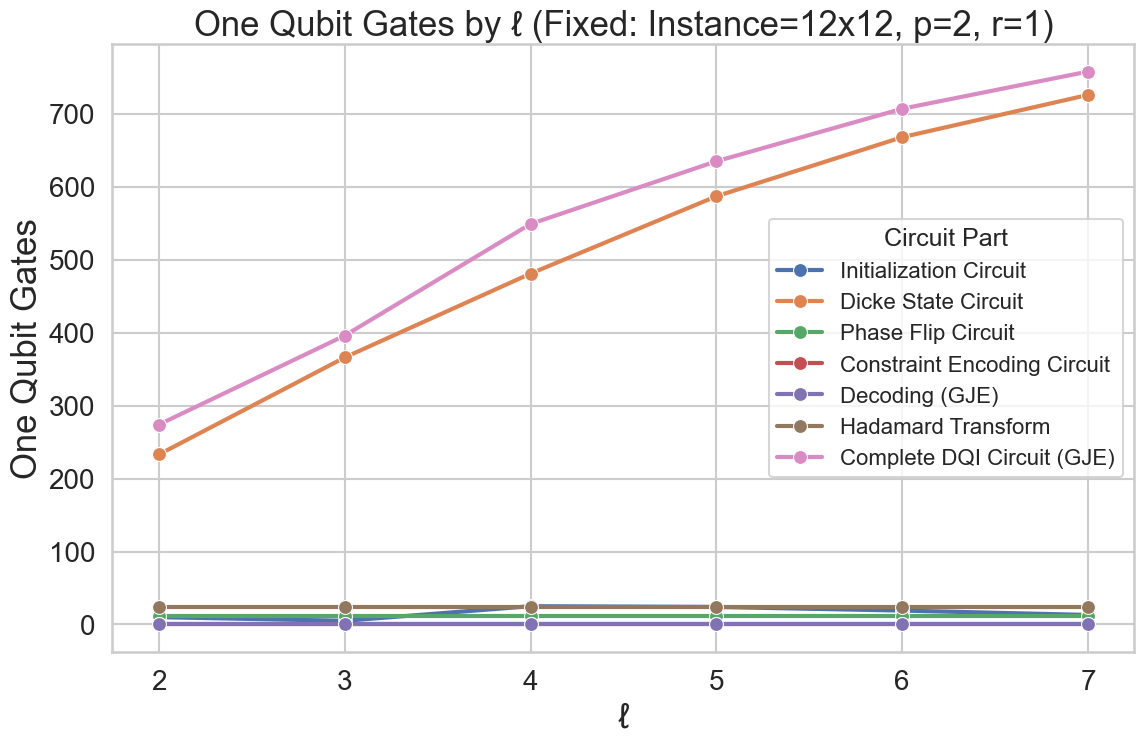 One Qubit Gates by ℓ (Fixed: Instance=12x12, p=2, r=1)
One Qubit Gates
700
600
500
400
300
200
100
0
2 3 4 5 6 7
ℓ
Circuit Part
Initialization Circuit
Dicke State Circuit
Phase Flip Circuit
Constraint Encoding Circuit
Decoding (GJE)
Hadamard Transform
Complete DQI Circuit (GJE)